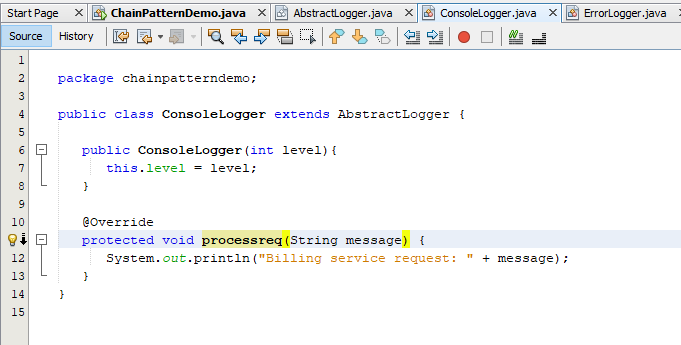 Start Page ChainPatternDemo.java AbstractLogger.java ConsoleLogger.java ErrorLogger.java
Source History
1
2 package chainpatterndemo;
3
4 public class ConsoleLogger extends AbstractLogger {
5
6 public ConsoleLogger(int level){
7 this.level = level;
8 }
9
10 @Override
protected void processreq(String message) {
12 System.out.println("Billing service request: " + message);
13 }
14 }
15